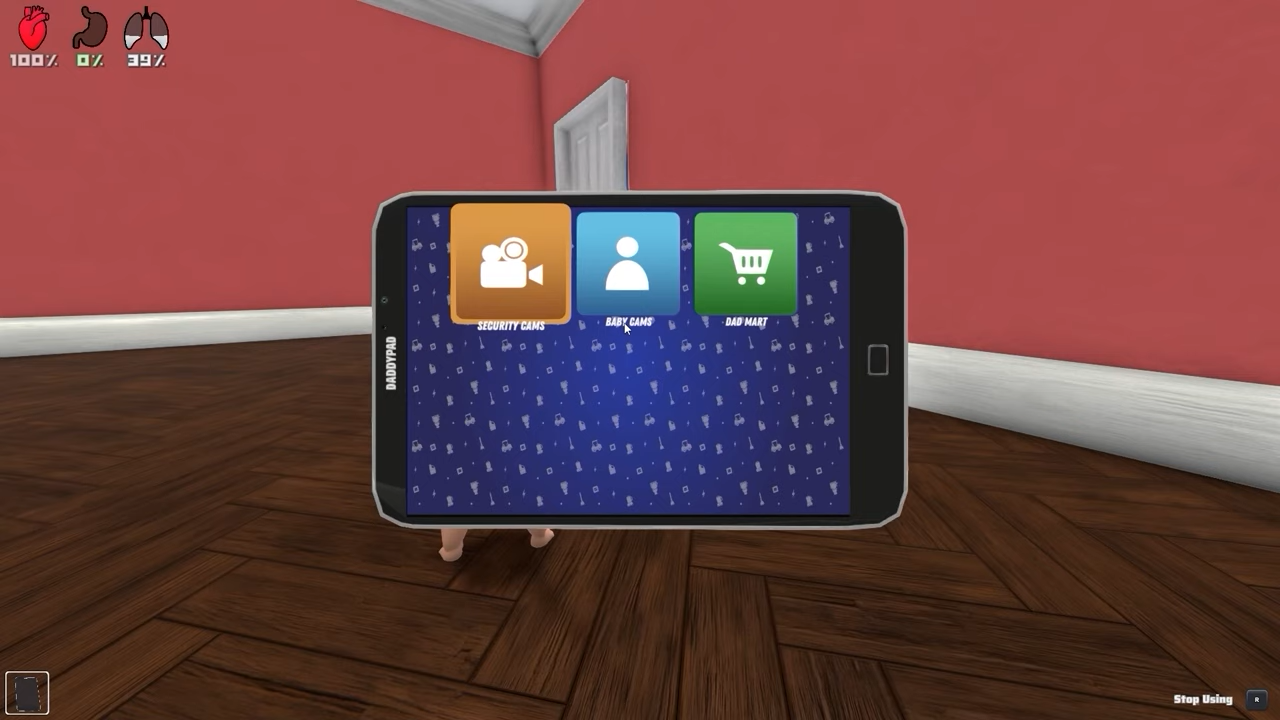 100% 0% 39%
SECURITY CAMS
BABY CAMS
DAD MART
DADDYPAD
Stop Using R